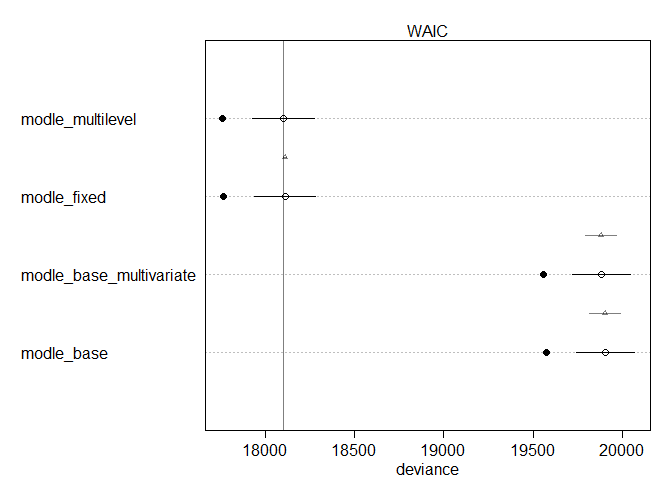 WAIC
modle_multilevel
modle_fixed
modle_base_multivariate
modle_base
18000 18500 19000 19500 20000
deviance